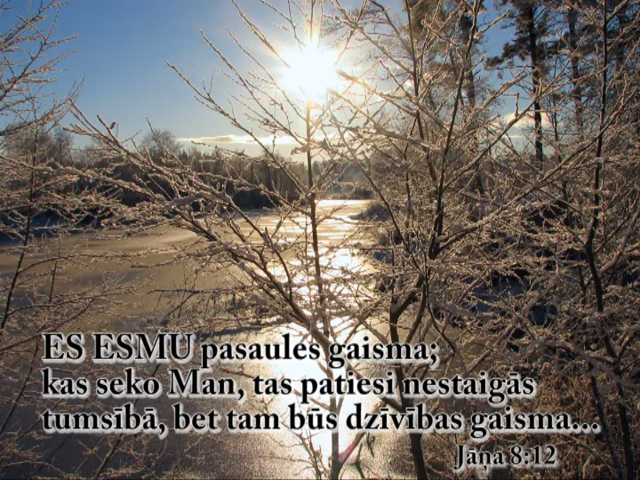 ES ESMU pasaules gaisma;
kas seko Man, tas patiesi nestaigās
tumsībā, bet tam būs dzīvības gaisma...
Jāņa 8:12